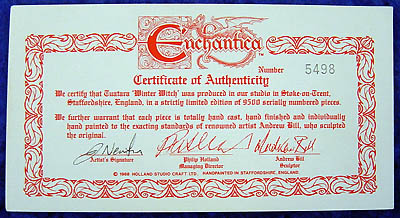 Enchantica
Number 5498
Certificate of Authenticity
We certify that Tuatara 'Winter Witch' was produced in our studio in Stoke-on-Trent,
Staffordshire, England, in a strictly limited edition of 9500 serially numbered pieces.
We further warrant that each piece is totally hand cast, hand finished and individually
hand painted to the exacting standards of renowned artist Andrew Bill, who sculpted
the original.
Artist's Signature
Philip Holland
Managing Director
Andrew Bill
Sculptor
© 1988 HOLLAND STUDIO CRAFT LTD. HANDPAINTED IN STAFFORDSHIRE, ENGLAND.